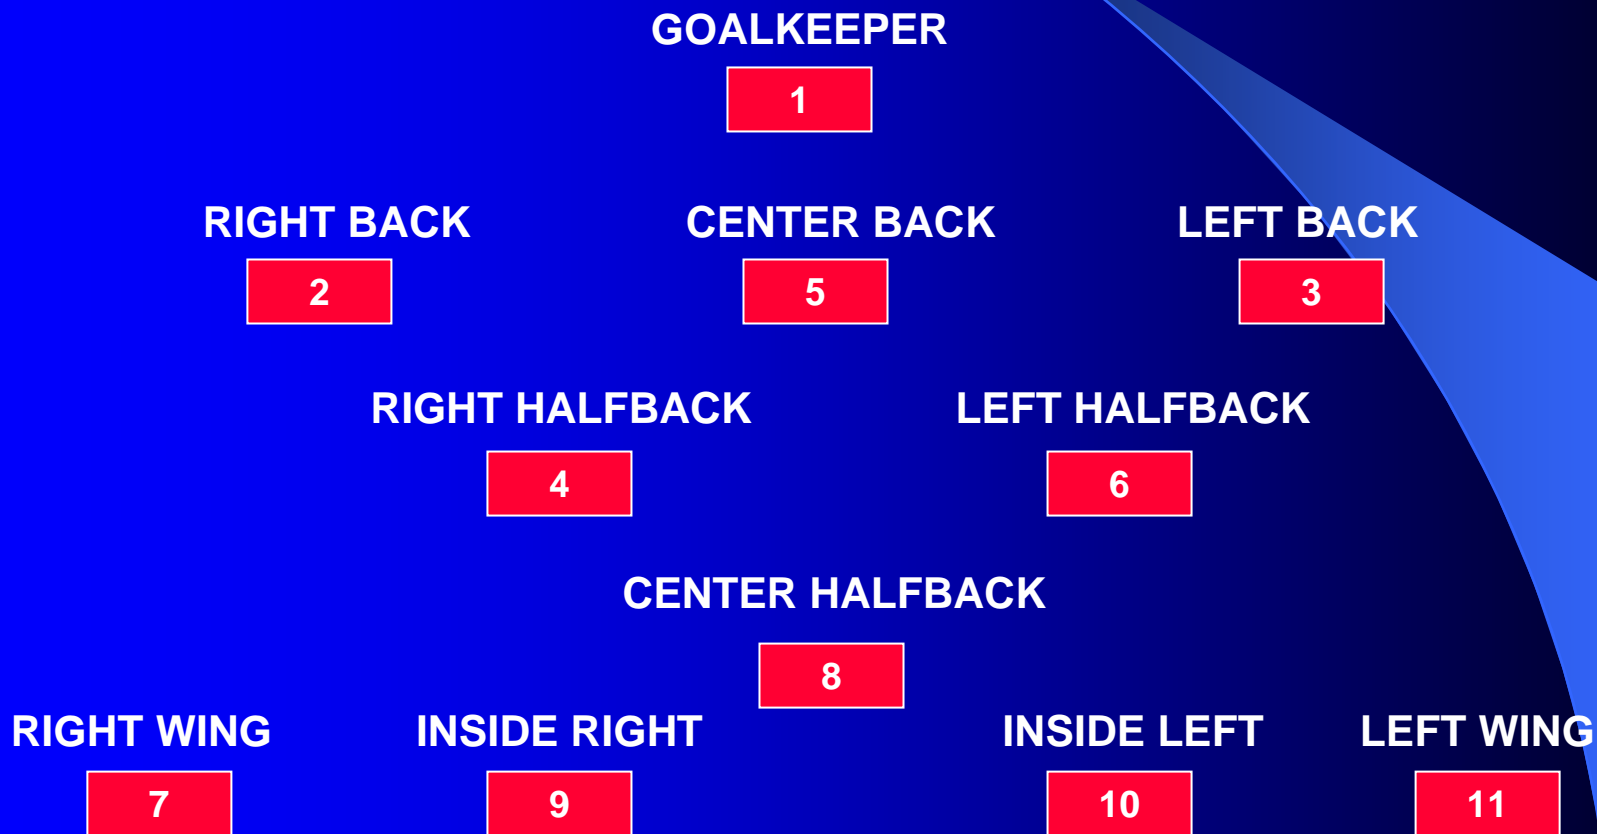 GOALKEEPER
1
RIGHT BACK CENTER BACK LEFT BACK
2 5 3
RIGHT HALFBACK LEFT HALFBACK
4 6
CENTER HALFBACK
8
RIGHT WING INSIDE RIGHT INSIDE LEFT LEFT WING
7 9 10 11